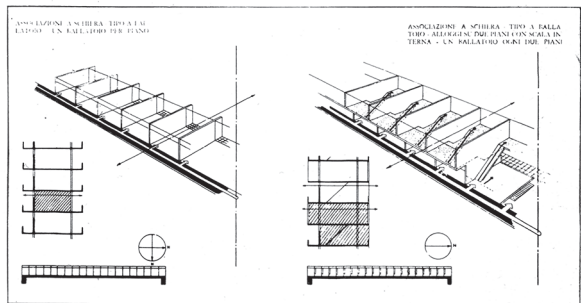 ASSOCIAZIONE A SCHIERA - TIPO A BAL
LATOIO - UN BALLATOIO PER PIANO
ASSOCIAZIONE A SCHIERA - TIPO A BALLA
TOIO - ALLOGGI SU DUE PIANI CON SCALA IN
TERNA - UN BALLATOIO OGNI DUE PIANI